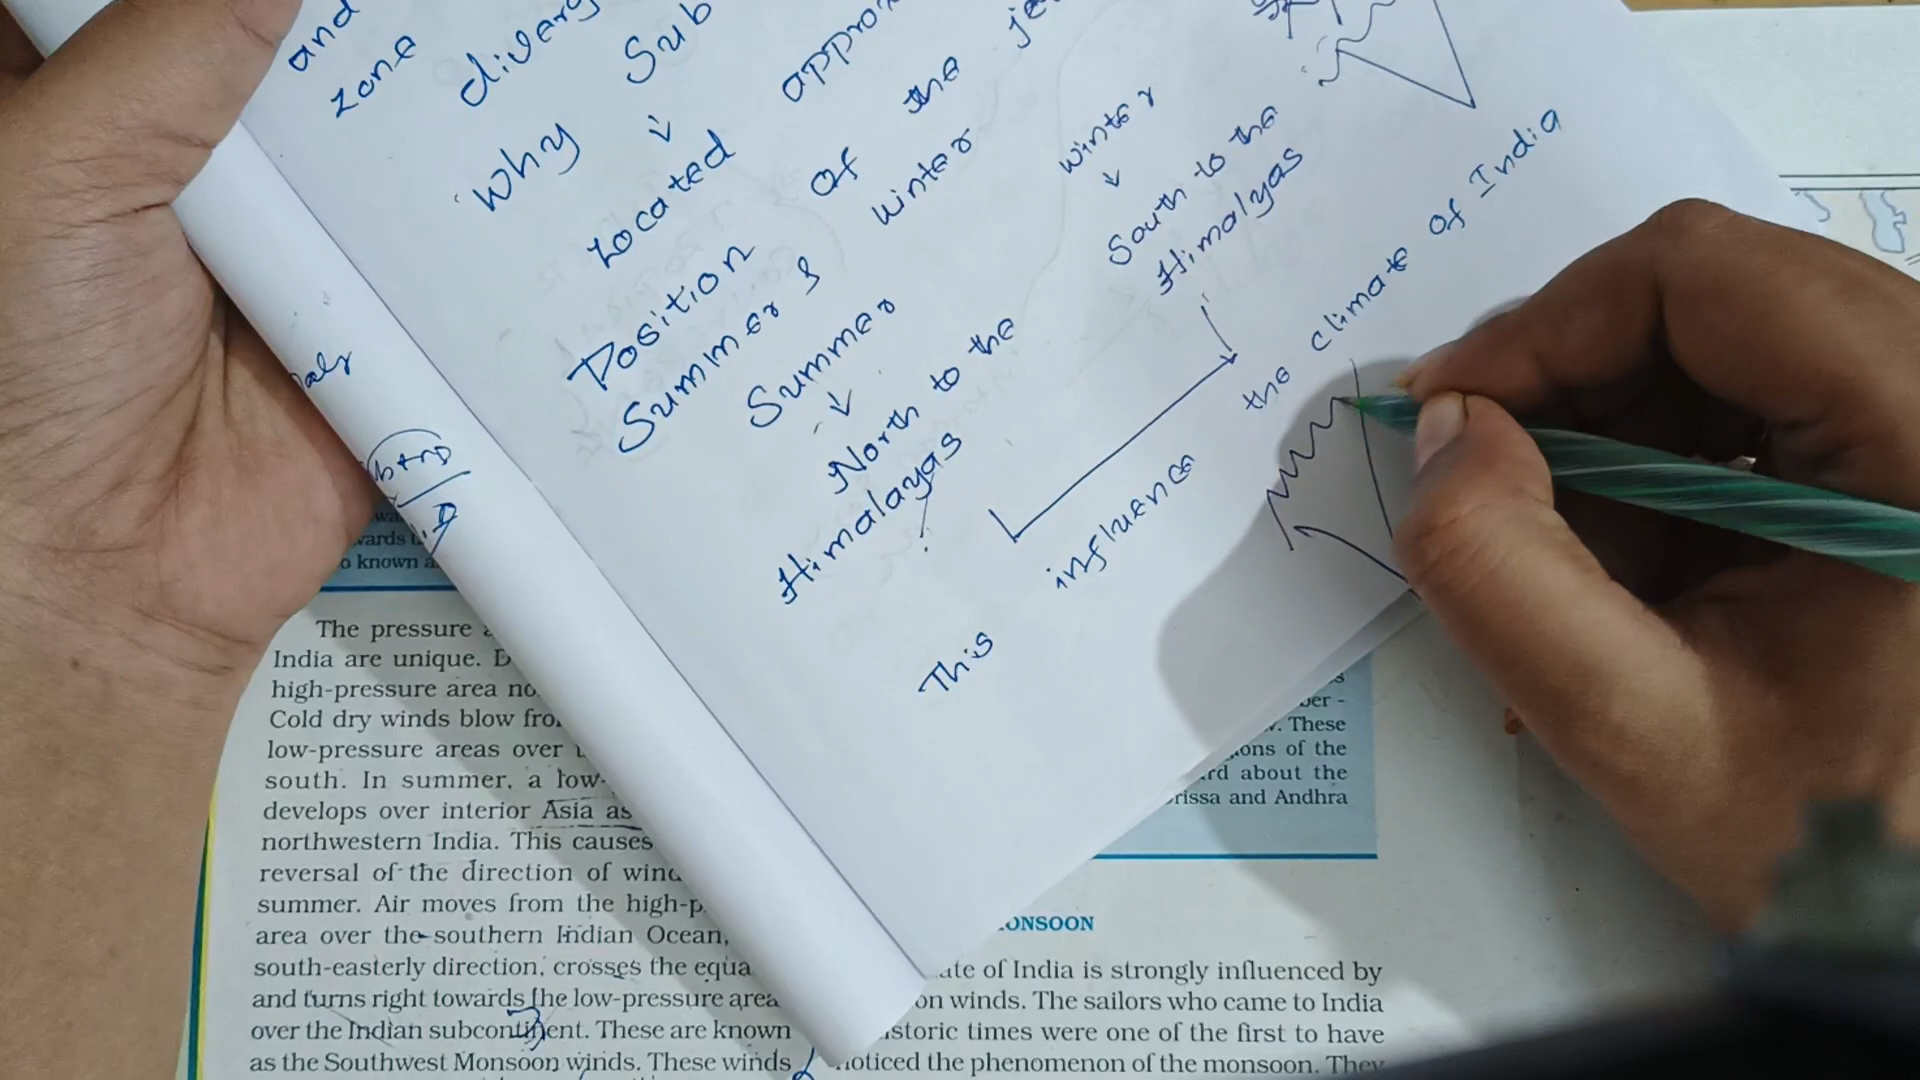 and
zone
diverg
Why Sub
Located
Position of the
Summer & winter
Summer
North to the
Himalayas
winter
South to the
Himalyas
This influence the climate of India
The pressure
India are unique. D
high-pressure area no
Cold dry winds blow fro
low-pressure areas over
south. In summer, a low-
develops over interior Asia as
northwestern India. This causes
reversal of the direction of wind
summer. Air moves from the high-p
area over the southern Indian Ocean,
south-easterly direction, crosses the equa
and turns right towards the low-pressure area
over the Indian subcontinent. These are known
as the Southwest Monsoon winds. These winds
These
ons of the
rd about the
rissa and Andhra
ONSOON
ate of India is strongly influenced by
on winds. The sailors who came to India
storic times were one of the first to have
noticed the phenomenon of the monsoon. They